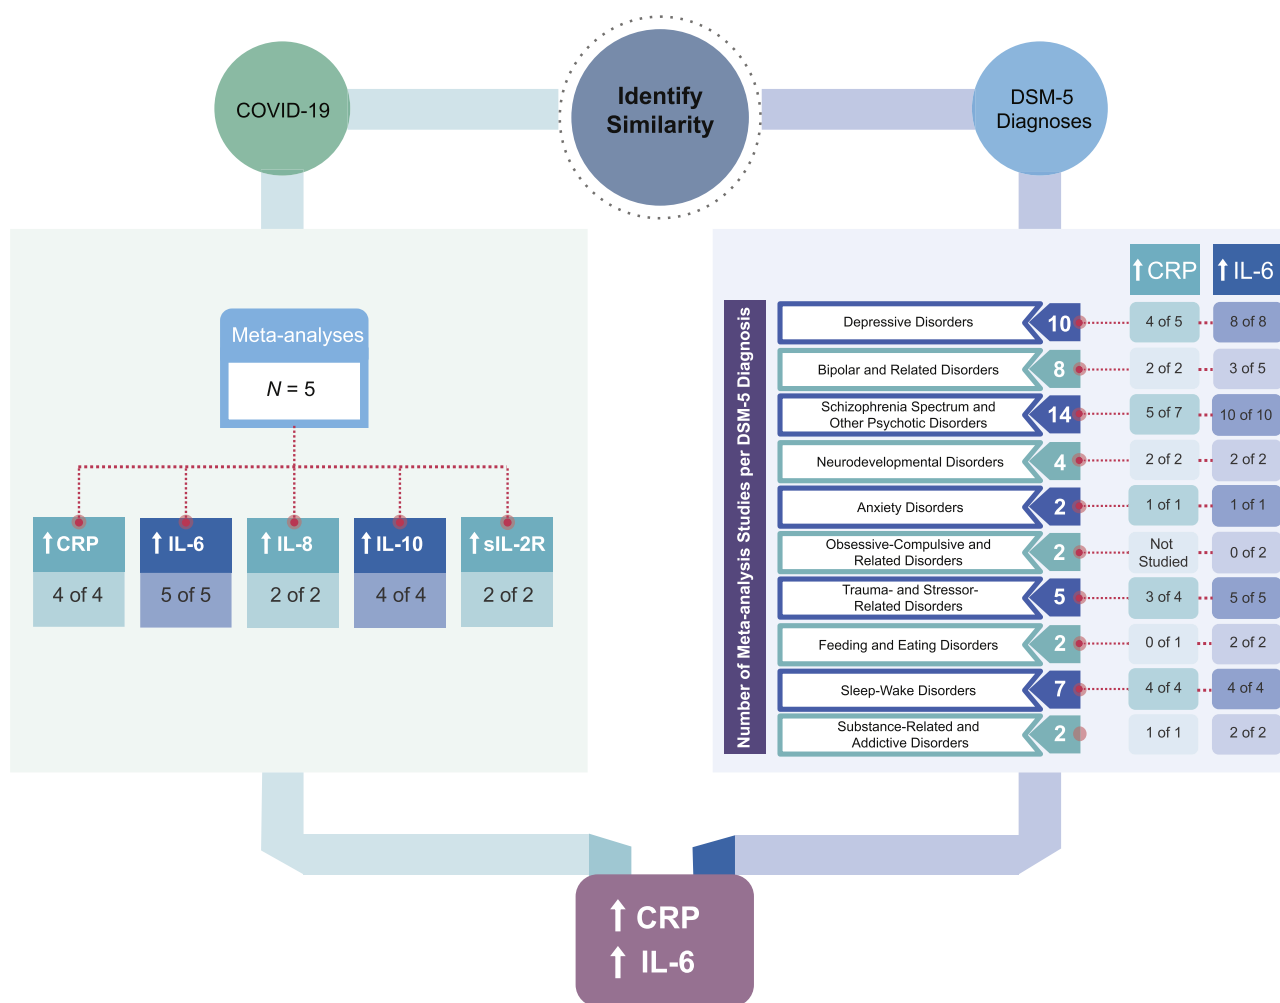 COVID-19
Identify
Similarity
DSM-5
Diagnoses
Meta-analyses
N = 5
↑ CRP
↑ IL-6
↑ IL-8
↑ IL-10
↑ sIL-2R
4 of 4
5 of 5
2 of 2
4 of 4
2 of 2
Number of Meta-analysis Studies per DSM-5 Diagnosis
↑ CRP
↑ IL-6
Depressive Disorders
10
4 of 5
8 of 8
Bipolar and Related Disorders
8
2 of 2
3 of 5
Schizophrenia Spectrum and
Other Psychotic Disorders
14
5 of 7
10 of 10
Neurodevelopmental Disorders
4
2 of 2
2 of 2
Anxiety Disorders
2
1 of 1
1 of 1
Obsessive-Compulsive and
Related Disorders
2
Not
Studied
0 of 2
Trauma- and Stressor-
Related Disorders
5
3 of 4
5 of 5
Feeding and Eating Disorders
2
0 of 1
2 of 2
Sleep-Wake Disorders
7
4 of 4
4 of 4
Substance-Related and
Addictive Disorders
2
1 of 1
2 of 2
↑ CRP
↑ IL-6